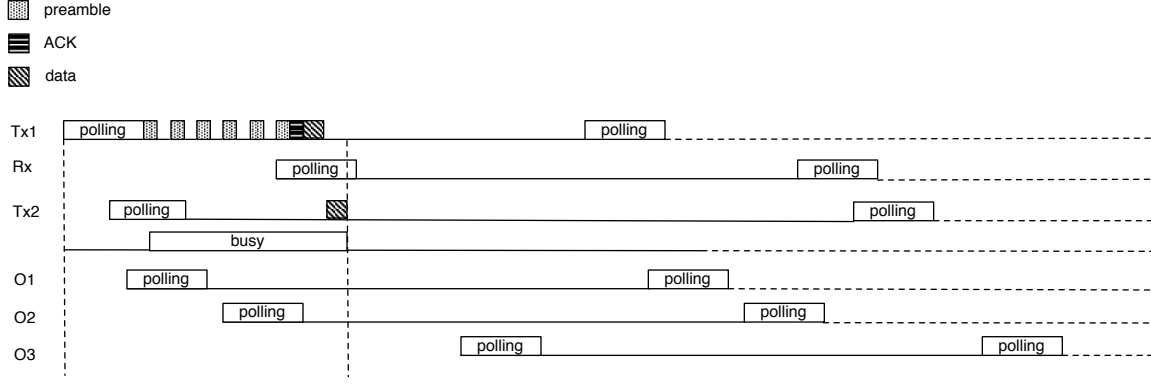 preamble
ACK
data
Tx1 polling polling
Rx polling polling
Tx2 polling polling
busy
O1 polling polling
O2 polling polling
O3 polling polling